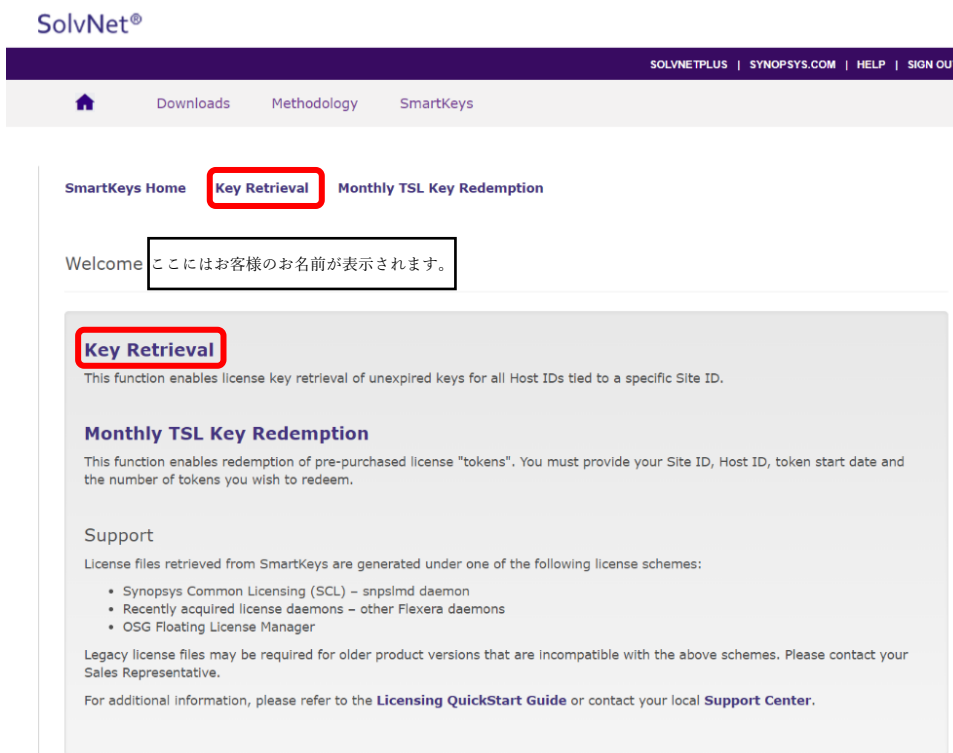 SolvNet®
SOLVNETPLUS | SYNOPSYS.COM | HELP | SIGN OU
Downloads Methodology SmartKeys
SmartKeys Home Key Retrieval Monthly TSL Key Redemption
Welcome ここにはお客様のお名前が表示されます。
Key Retrieval
This function enables license key retrieval of unexpired keys for all Host IDs tied to a specific Site ID.
Monthly TSL Key Redemption
This function enables redemption of pre-purchased license "tokens". You must provide your Site ID, Host ID, token start date and
the number of tokens you wish to redeem.
Support
License files retrieved from SmartKeys are generated under one of the following license schemes:
• Synopsys Common Licensing (SCL) – snpslmd daemon
• Recently acquired license daemons – other Flexera daemons
• OSG Floating License Manager
Legacy license files may be required for older product versions that are incompatible with the above schemes. Please contact your
Sales Representative.
For additional information, please refer to the Licensing QuickStart Guide or contact your local Support Center.